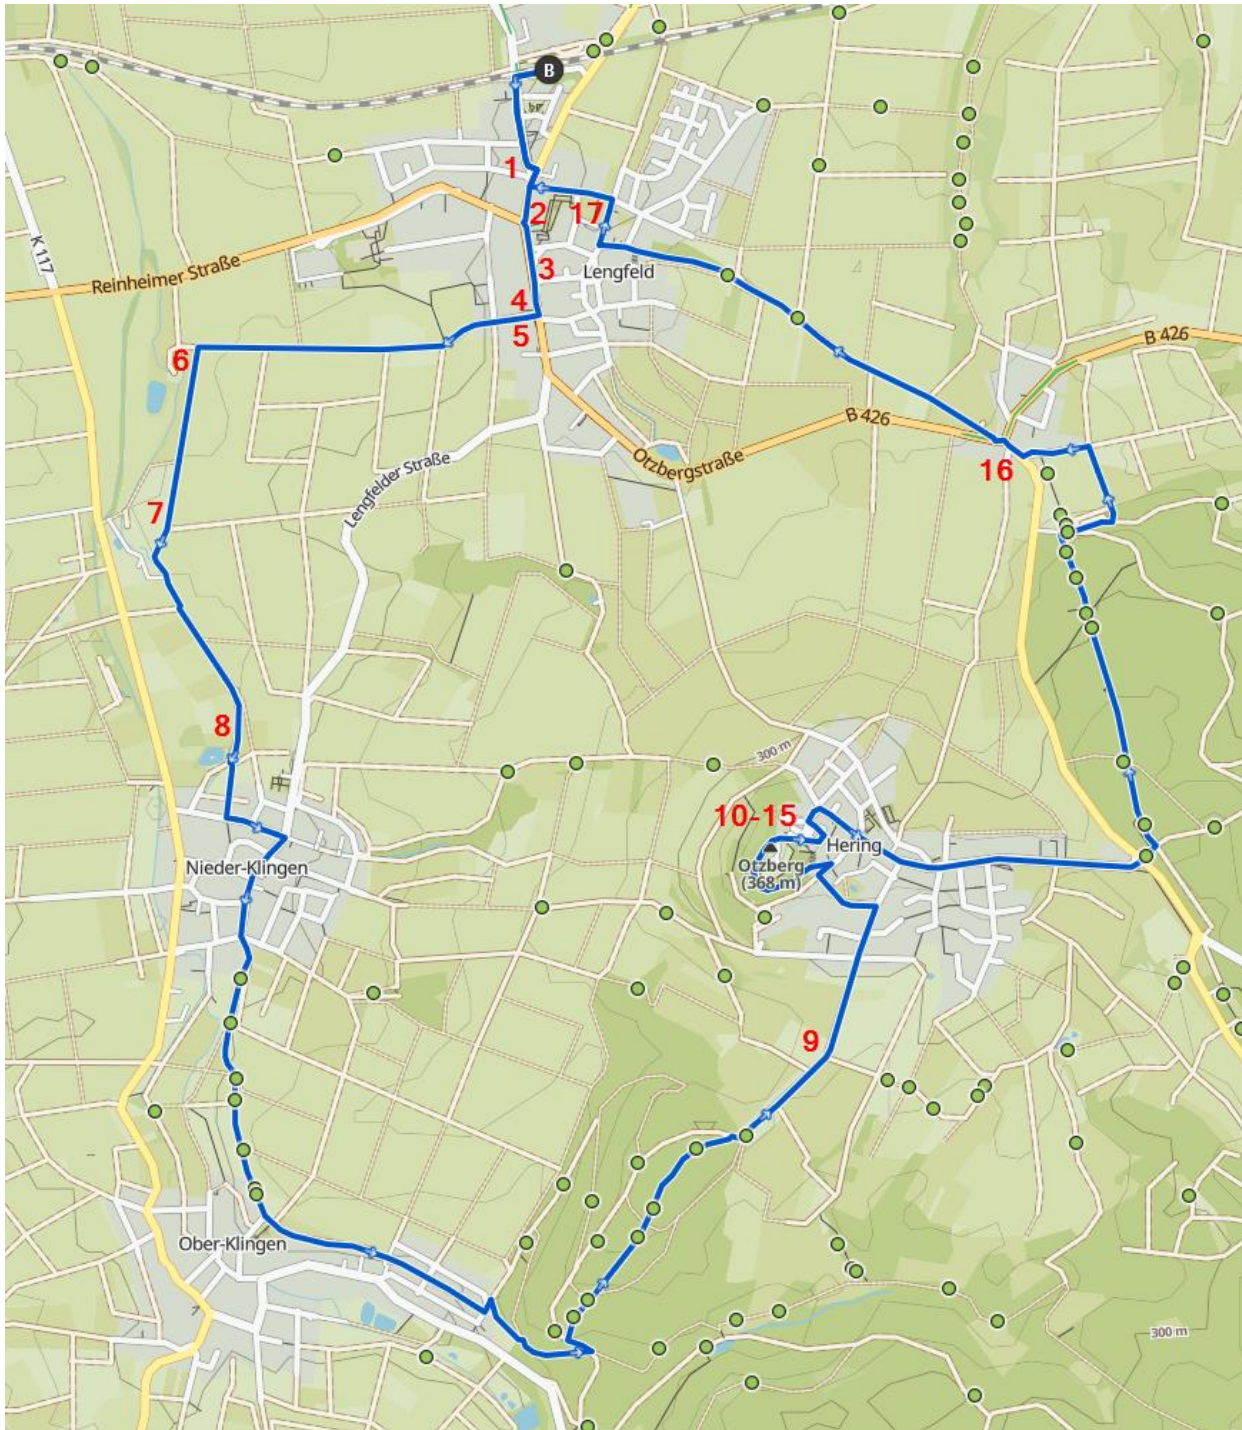 B
1
2
17
K 117
3
Lengfeld
Reinheimer Straße
4
5
6
B 426
B 426
Otzbergstraße
16
Lengfelder Straße
7
8
300 m
10-15
Hering
Otzberg
(368 m)
Nieder-Klingen
9
Ober-Klingen
300 m